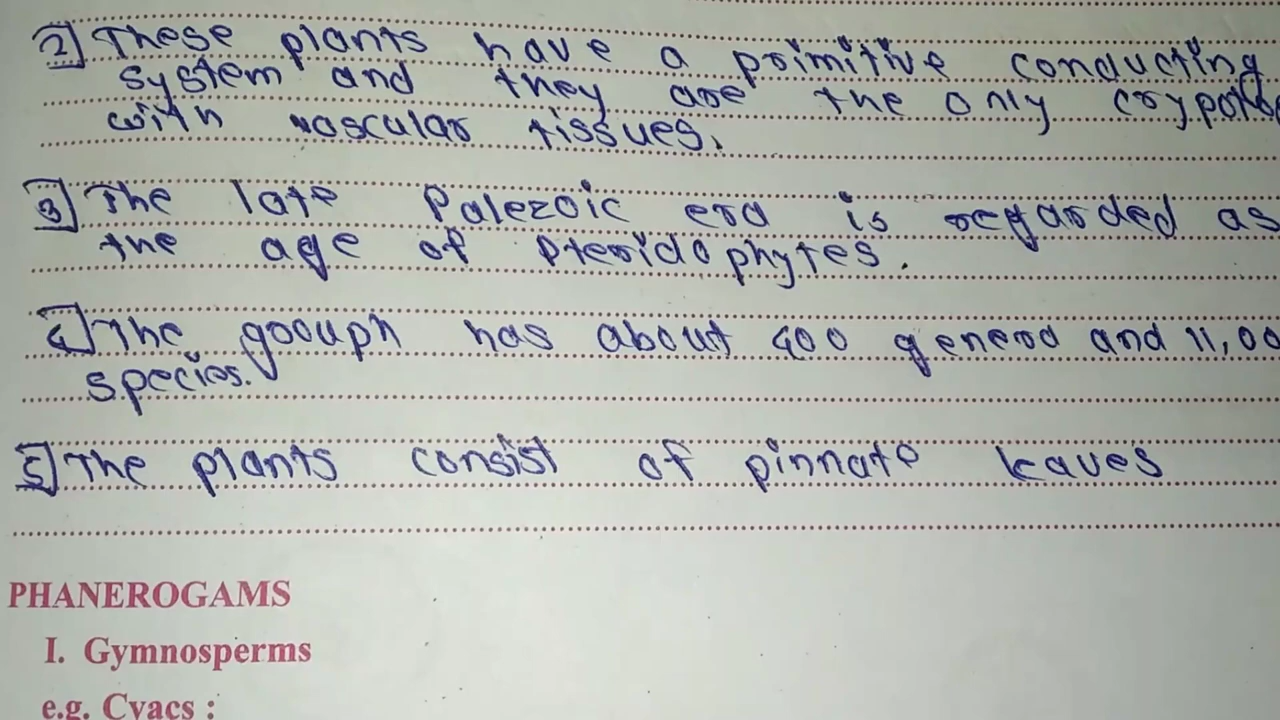 2] These plants have a primitive conducting
system and they are the only
with vascular tissues.
3] The late Palezoic era is regarded as
the age of pteridophytes.
4] The grouph has about 400 genera and 11,00
species.
5] The plants consist of pinnate leaves
PHANEROGAMS
I. Gymnosperms
e.g. Cyacs :